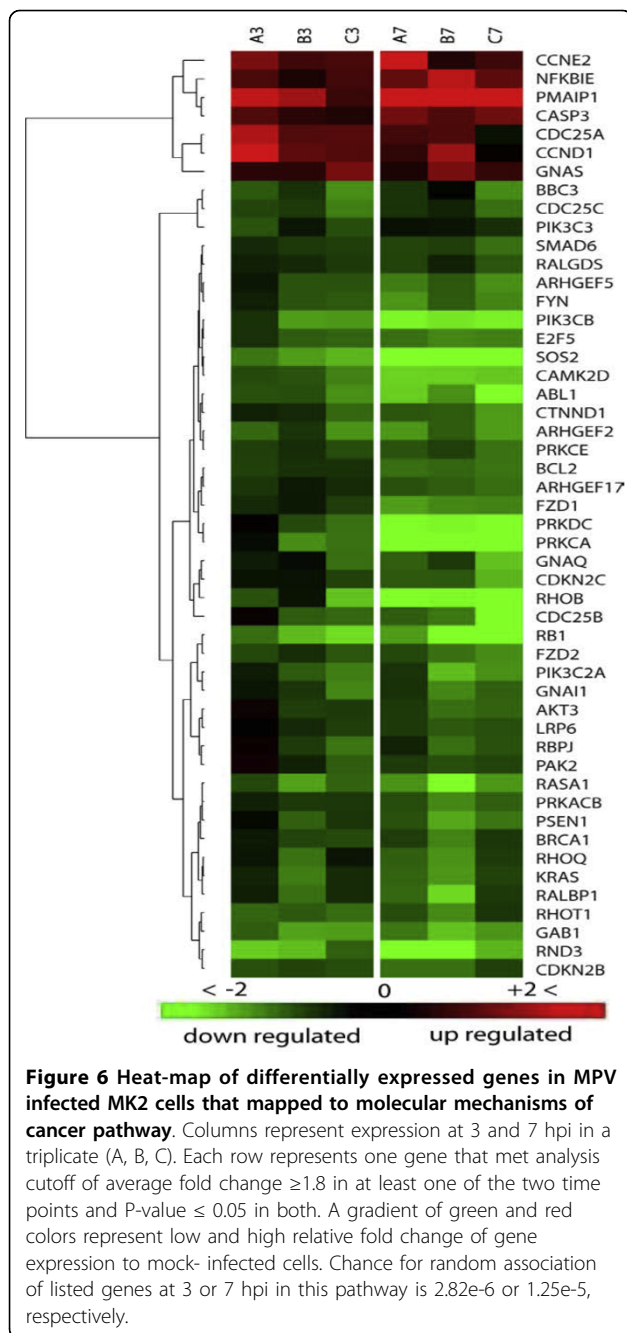 A3 B3 C3 A7 B7 C7
CCNE2
NFKBIE
PMAIP1
CASP3
CDC25A
CCND1
GNAS
BBC3
CDC25C
PIK3C3
SMAD6
RALGDS
ARHGEF5
FYN
PIK3CB
E2F5
SOS2
CAMK2D
ABL1
CTNND1
ARHGEF2
PRKCE
BCL2
ARHGEF17
FZD1
PRKDC
PRKCA
GNAQ
CDKN2C
RHOB
CDC25B
RB1
FZD2
PIK3C2A
GNAI1
AKT3
LRP6
RBPJ
PAK2
RASA1
PRKACB
PSEN1
BRCA1
RHOQ
KRAS
RALBP1
RHOT1
GAB1
RND3
CDKN2B
< -2 0 +2 <
down regulated up regulated
Figure 6 Heat-map of differentially expressed genes in MPV
infected MK2 cells that mapped to molecular mechanisms of
cancer pathway. Columns represent expression at 3 and 7 hpi in a
triplicate (A, B, C). Each row represents one gene that met analysis
cutoff of average fold change ≥1.8 in at least one of the two time
points and P-value ≤ 0.05 in both. A gradient of green and red
colors represent low and high relative fold change of gene
expression to mock- infected cells. Chance for random association
of listed genes at 3 or 7 hpi in this pathway is 2.82e-6 or 1.25e-5,
respectively.